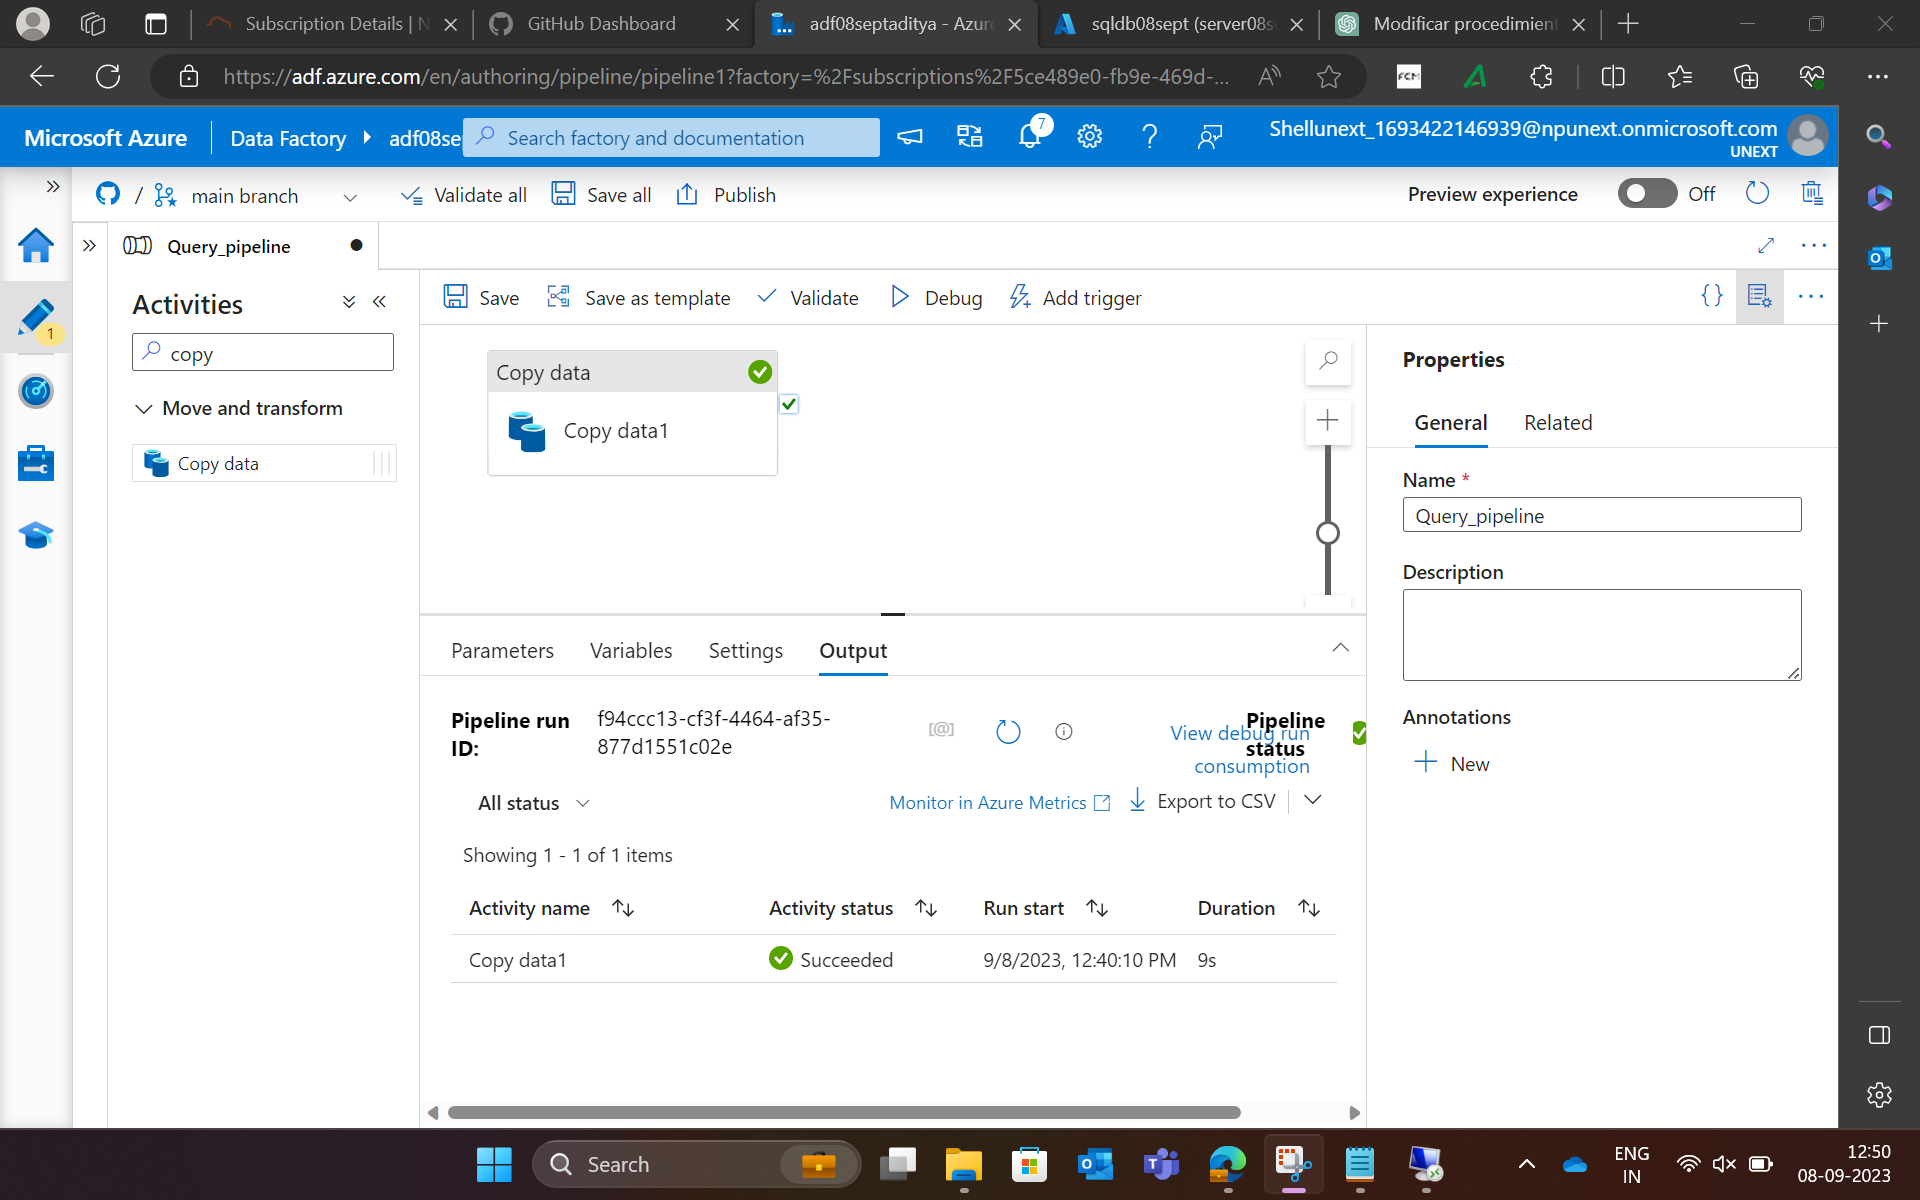 Subscription Details | N
GitHub Dashboard
adf08septaditya - Azure
sqldb08sept (server08s
Modificar procedimient
https://adf.azure.com/en/authoring/pipeline/pipeline1?factory=%2Fsubscriptions%2F5ce489e0-fb9e-469d-...
FCM
Microsoft Azure
Data Factory
adf08se
Search factory and documentation
7
Shellunext_1693422146939@npunext.onmicrosoft.com
UNEXT
/ main branch
Validate all
Save all
Publish
Preview experience
Off
Query_pipeline
Activities
copy
Move and transform
Copy data
1
Save
Save as template
Validate
Debug
Add trigger
{}
Copy data
Copy data1
Properties
General
Related
Name *
Query_pipeline
Description
Annotations
New
Parameters
Variables
Settings
Output
Pipeline run ID:
f94ccc13-cf3f-4464-af35-
877d1551c02e
[@]
View debug run
consumption
Pipeline
status
All status
Monitor in Azure Metrics
Export to CSV
Showing 1 - 1 of 1 items
Activity name
Activity status
Run start
Duration
Copy data1
Succeeded
9/8/2023, 12:40:10 PM
9s
Search
ENG
IN
12:50
08-09-2023